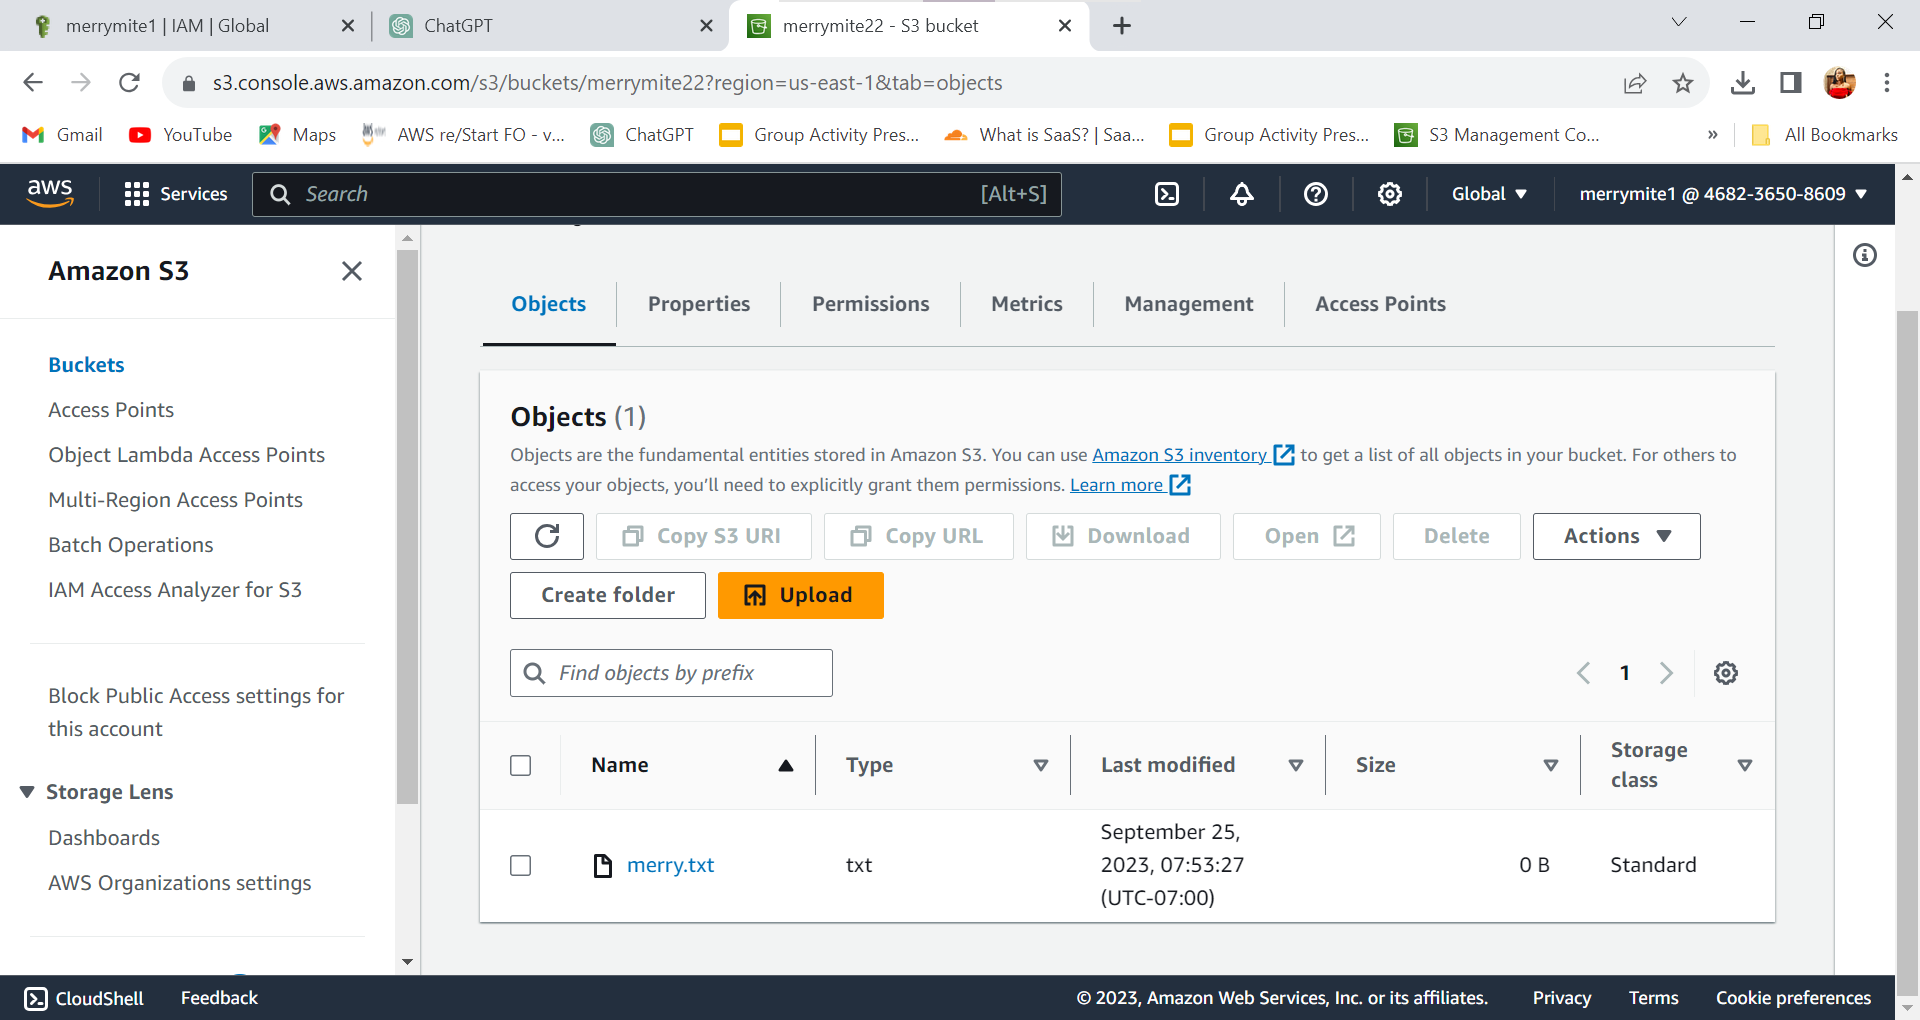 merrymite1 | IAM | Global
ChatGPT
merrymite22 - S3 bucket
s3.console.aws.amazon.com/s3/buckets/merrymite22?region=us-east-1&tab=objects
Gmail YouTube Maps AWS re/Start FO - v... ChatGPT Group Activity Pres... What is SaaS? | Saa... Group Activity Pres... S3 Management Co... » All Bookmarks
aws Services Search [Alt+S] Global merrymite1 @ 4682-3650-8609
Amazon S3
Buckets
Access Points
Object Lambda Access Points
Multi-Region Access Points
Batch Operations
IAM Access Analyzer for S3
Block Public Access settings for
this account
Storage Lens
Dashboards
AWS Organizations settings
Objects Properties Permissions Metrics Management Access Points
Objects (1)
Objects are the fundamental entities stored in Amazon S3. You can use Amazon S3 inventory to get a list of all objects in your bucket. For others to
access your objects, you’ll need to explicitly grant them permissions. Learn more
Copy S3 URI Copy URL Download Open Delete Actions
Create folder Upload
Find objects by prefix 1
Name Type Last modified Size Storage
class
merry.txt txt September 25,
2023, 07:53:27
(UTC-07:00) 0 B Standard
CloudShell Feedback © 2023, Amazon Web Services, Inc. or its affiliates. Privacy Terms Cookie preferences